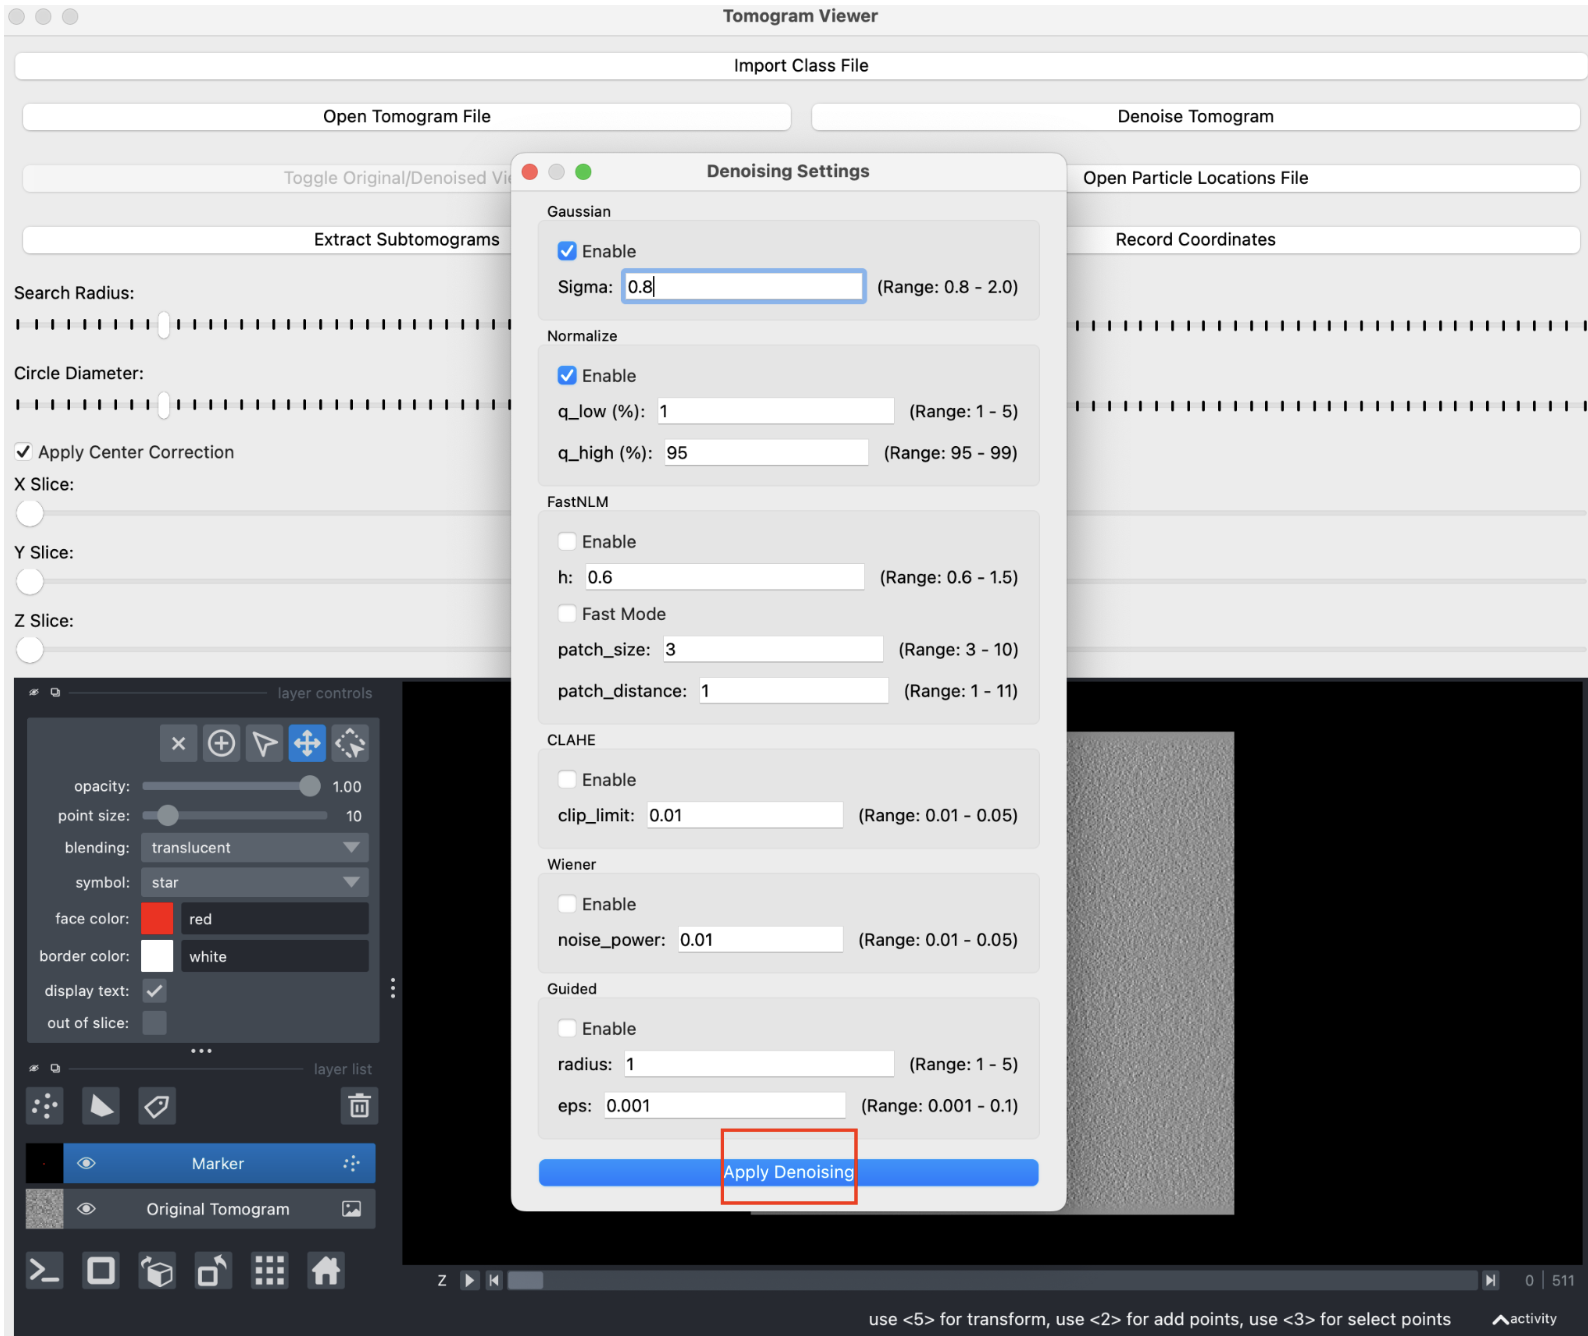 Tomogram Viewer
Import Class File
Open Tomogram File
Denoise Tomogram
Toggle Original/Denoised Vie
Open Particle Locations File
Extract Subtomograms
Record Coordinates
Search Radius:
Circle Diameter:
Apply Center Correction
X Slice:
Y Slice:
Z Slice:
Denoising Settings
Gaussian
Enable
Sigma: 0.8 (Range: 0.8 - 2.0)
Normalize
Enable
q_low (%): 1 (Range: 1 - 5)
q_high (%): 95 (Range: 95 - 99)
FastNLM
Enable
h: 0.6 (Range: 0.6 - 1.5)
Fast Mode
patch_size: 3 (Range: 3 - 10)
patch_distance: 1 (Range: 1 - 11)
CLAHE
Enable
clip_limit: 0.01 (Range: 0.01 - 0.05)
Wiener
Enable
noise_power: 0.01 (Range: 0.01 - 0.05)
Guided
Enable
radius: 1 (Range: 1 - 5)
eps: 0.001 (Range: 0.001 - 0.1)
Apply Denoising
layer controls
opacity: 1.00
point size: 10
blending: translucent
symbol: star
face color: red
border color: white
display text:
out of slice:
layer list
Marker
Original Tomogram
Z 0 | 511
use <5> for transform, use <2> for add points, use <3> for select points
activity